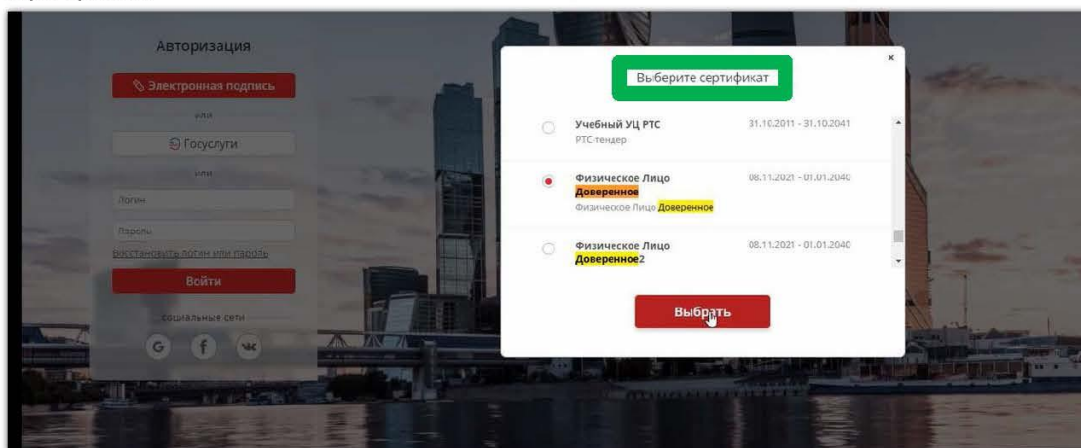 Авторизация
Электронная подпись
или
Госуслуги
или
Логин
Пароль
восстановить логин или пароль
Войти
социальные сети
G f
Выберите сертификат
×
Учебный УЦ РТС 31.10.2011 - 31.10.2041
РТС-тендер
Физическое Лицо 08.11.2021 - 01.01.2040
Доверенное
Физическое Лицо Доверенное
Физическое Лицо 08.11.2021 - 01.01.2040
Доверенное2
Выбрать